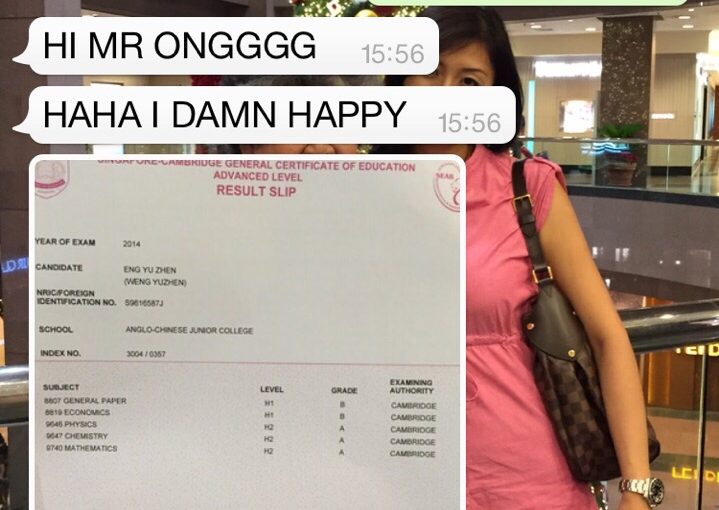 HI MR ONGGGG 15:56
HAHA I DAMN HAPPY 15:56
SINGAPORE-CAMBRIDGE GENERAL CERTIFICATE OF EDUCATION
ADVANCED LEVEL
RESULT SLIP
SEAB
YEAR OF EXAM 2014
CANDIDATE ENG YU ZHEN
(WENG YUZHEN)
NRIC/FOREIGN
IDENTIFICATION NO. S9616587J
SCHOOL ANGLO-CHINESE JUNIOR COLLEGE
INDEX NO. 3004 / 0357
SUBJECT LEVEL GRADE EXAMINING AUTHORITY
8807 GENERAL PAPER H1 B CAMBRIDGE
8819 ECONOMICS H1 B CAMBRIDGE
9646 PHYSICS H2 A CAMBRIDGE
9647 CHEMISTRY H2 A CAMBRIDGE
9740 MATHEMATICS H2 A CAMBRIDGE